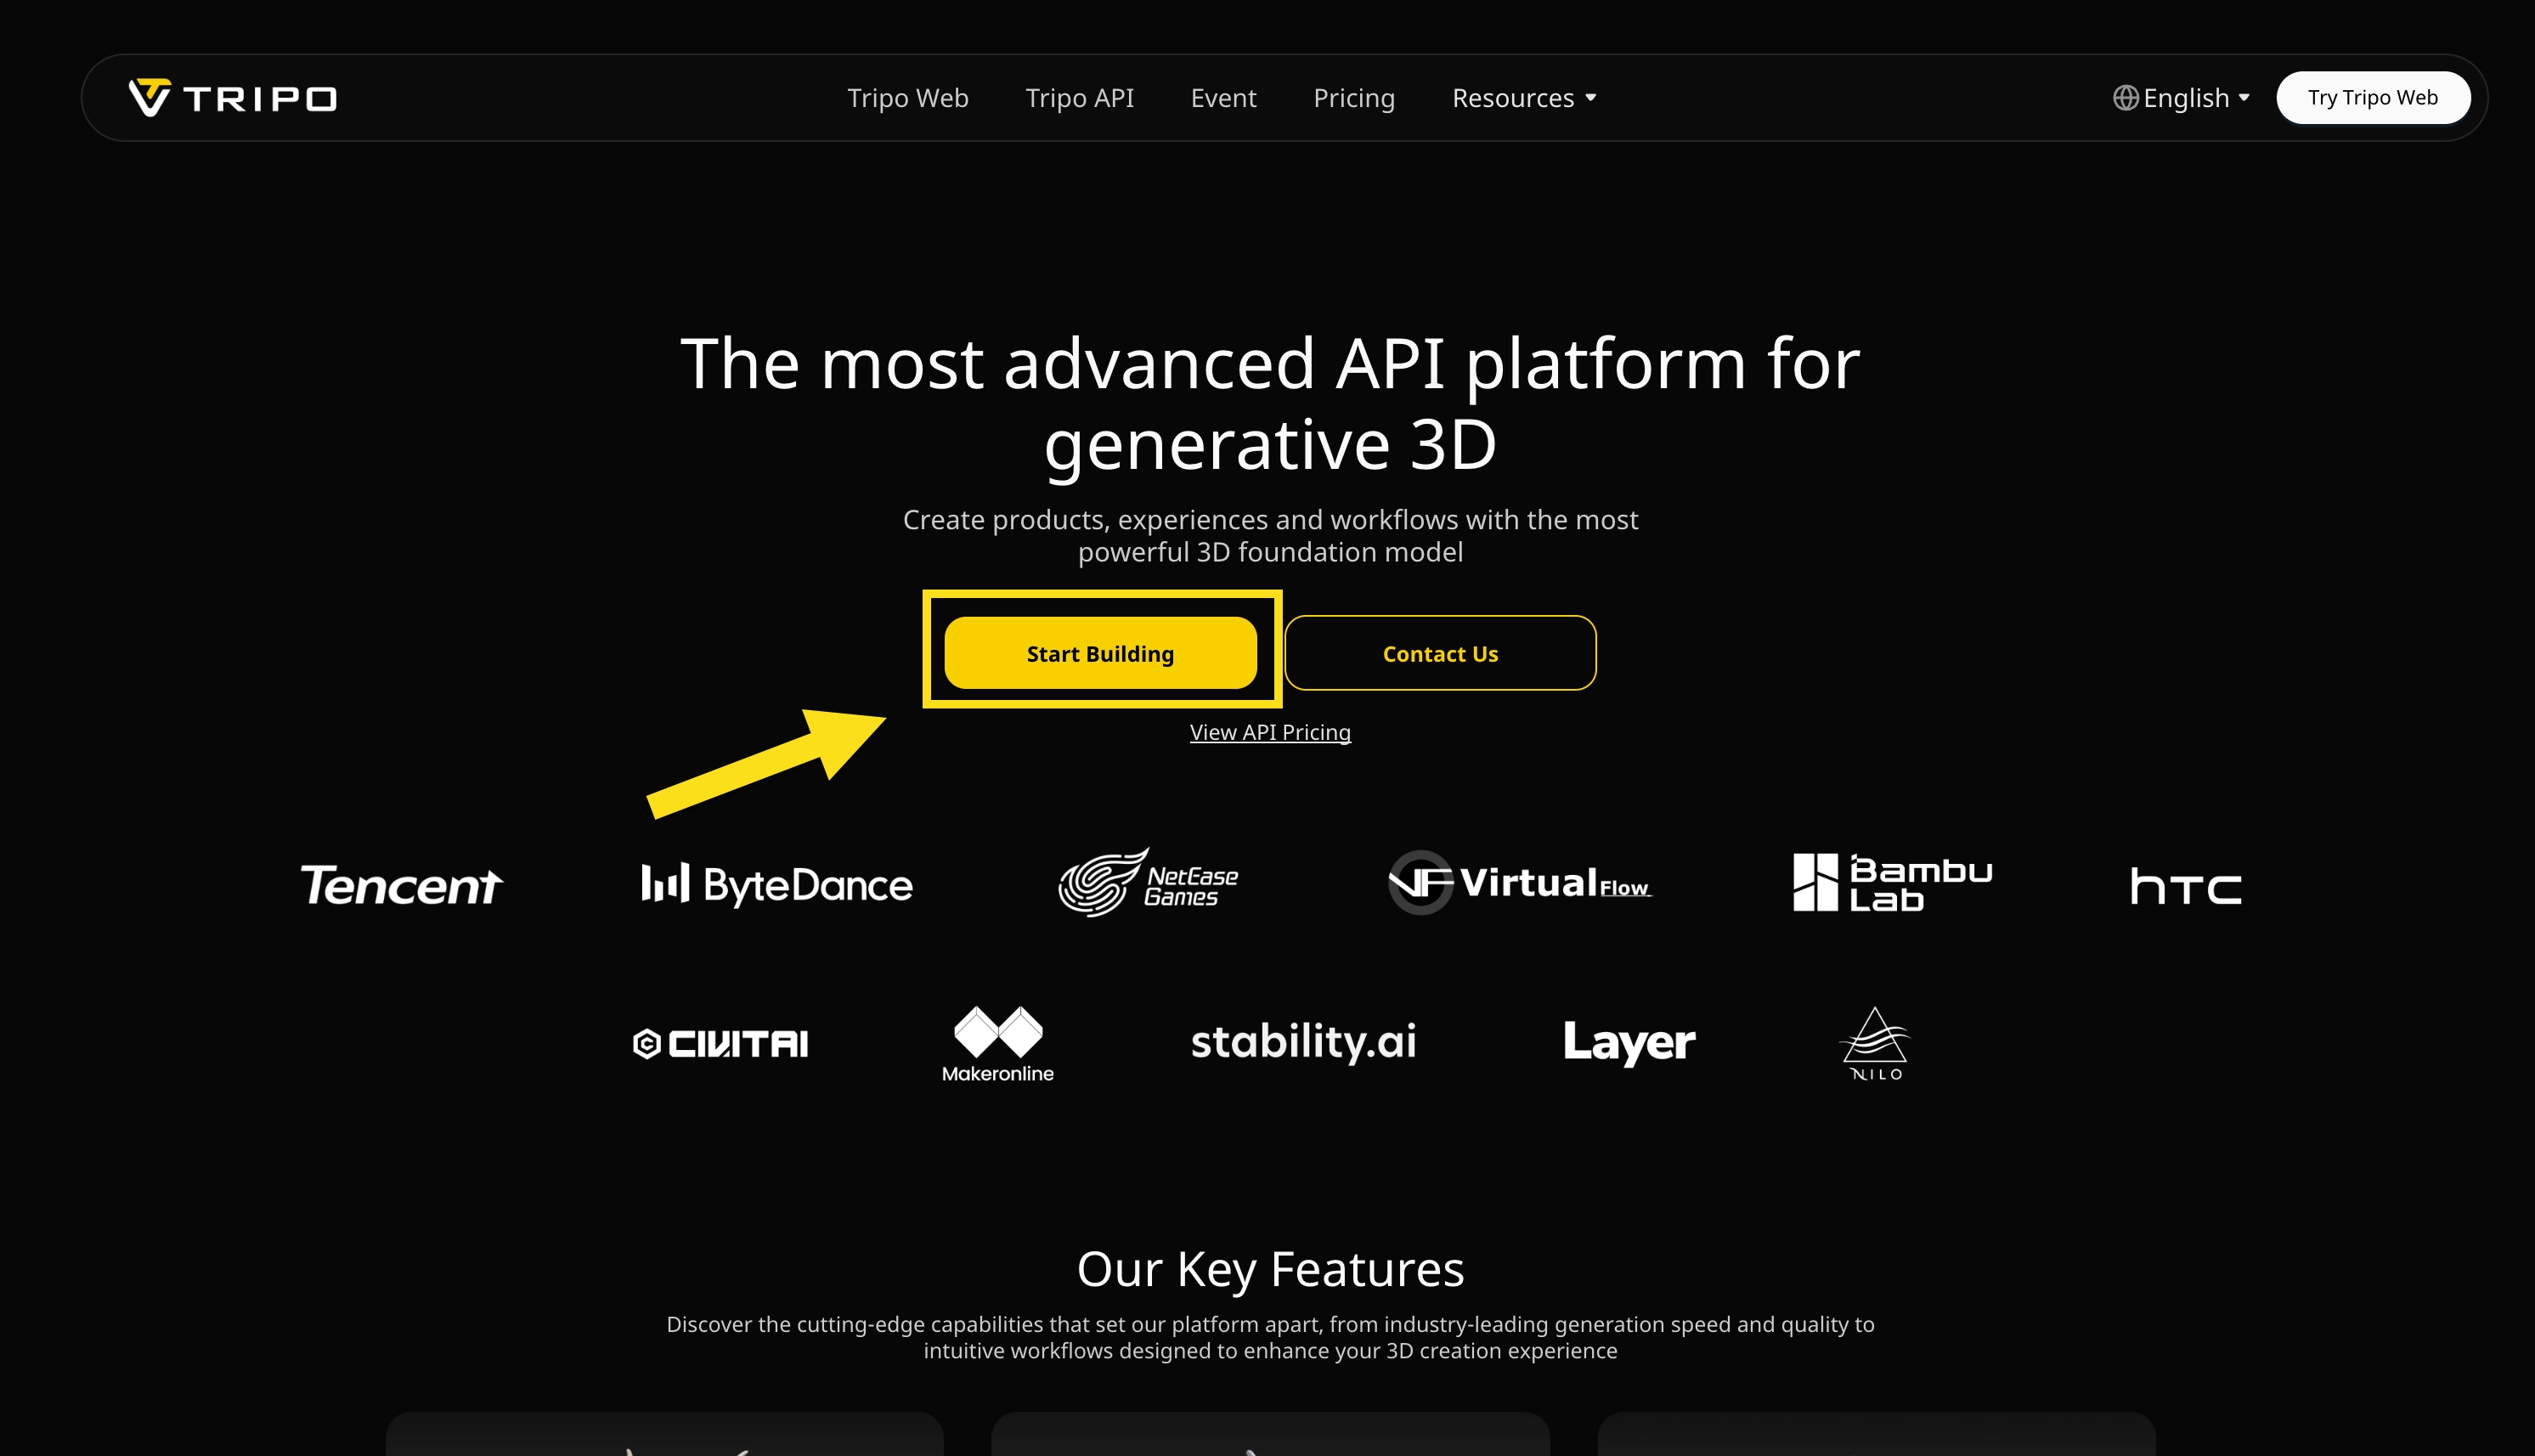 TRIPO
Tripo Web
Tripo API
Event
Pricing
Resources
English
Try Tripo Web
The most advanced API platform for
generative 3D
Create products, experiences and workflows with the most
powerful 3D foundation model
Start Building
Contact Us
View API Pricing
Tencent
ByteDance
NetEase
Games
VF VirtualFlow
Bambu
Lab
hTC
CIVITAI
Makeronline
stability.ai
Layer
NILO
Our Key Features
Discover the cutting-edge capabilities that set our platform apart, from industry-leading generation speed and quality to
intuitive workflows designed to enhance your 3D creation experience